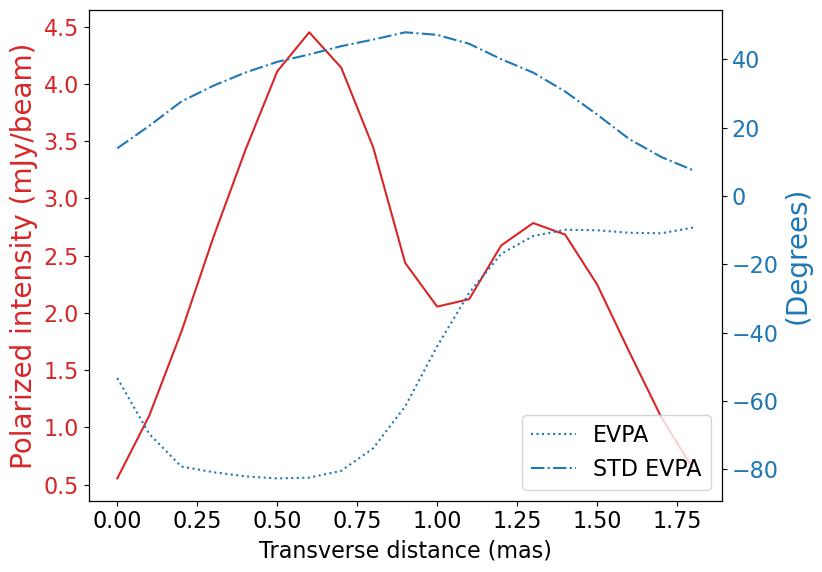 Polarized intensity (mJy/beam)
4.5
4.0
3.5
3.0
2.5
2.0
1.5
1.0
0.5
40
20
0
−20
−40
−60
−80
(Degrees)
EVPA
STD EVPA
0.00 0.25 0.50 0.75 1.00 1.25 1.50 1.75
Transverse distance (mas)